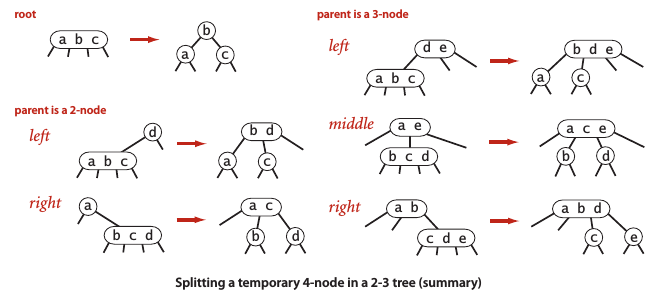 root
a b c
b
a
c
parent is a 2-node
left
d
a b c
b d
a
c
right
a
b c d
a c
b
d
parent is a 3-node
left
d e
a b c
b d e
a
c
middle
a e
b c d
a c e
b
d
right
a b
c d e
a b d
c
e
Splitting a temporary 4-node in a 2-3 tree (summary)